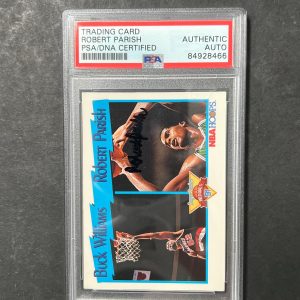 TRADING CARD
ROBERT PARISH
PSA/DNA CERTIFIED
PSA
AUTHENTIC
AUTO
84928466
BUCK WILLIAMS
ROBERT PARISH
NBA HOOPS